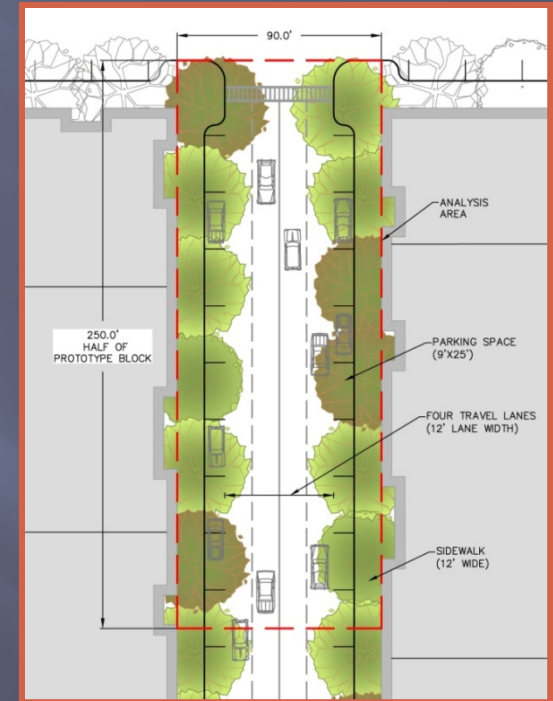 90.0'
ANALYSIS
AREA
250.0'
HALF OF
PROTOTYPE BLOCK
PARKING SPACE
(9'X25')
FOUR TRAVEL LANES
(12' LANE WIDTH)
SIDEWALK
(12' WIDE)